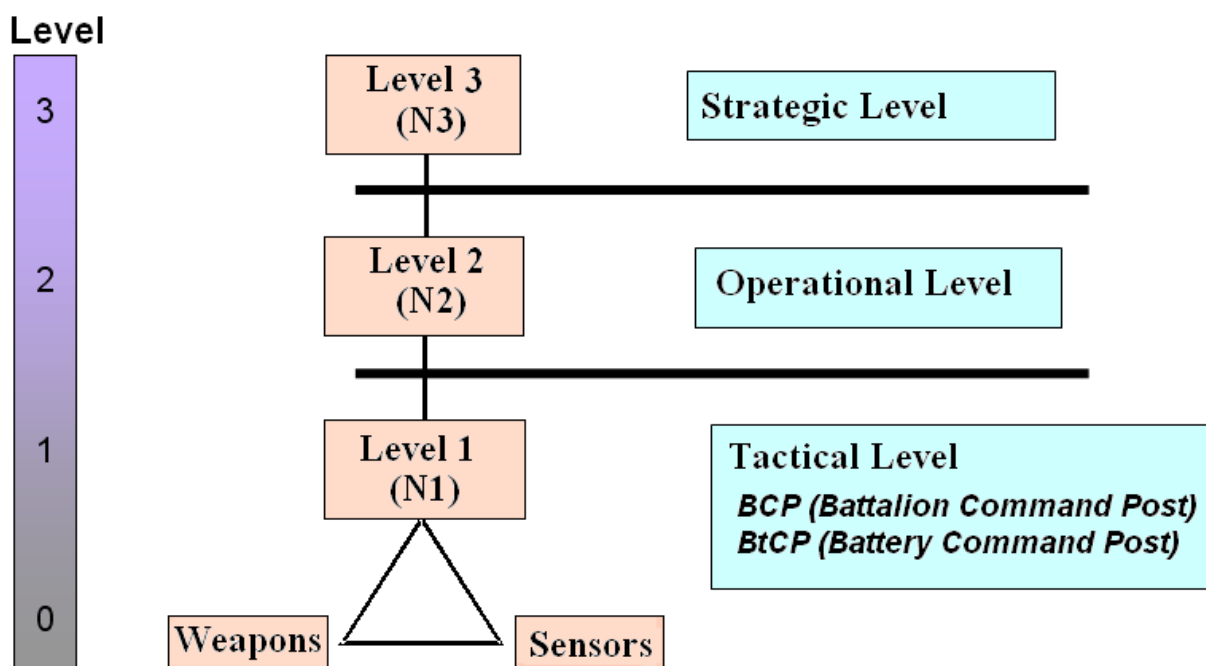 Level
3
Level 3
(N3)
Strategic Level
2
Level 2
(N2)
Operational Level
1
Level 1
(N1)
Tactical Level
BCP (Battalion Command Post)
BtCP (Battery Command Post)
0
Weapons
Sensors